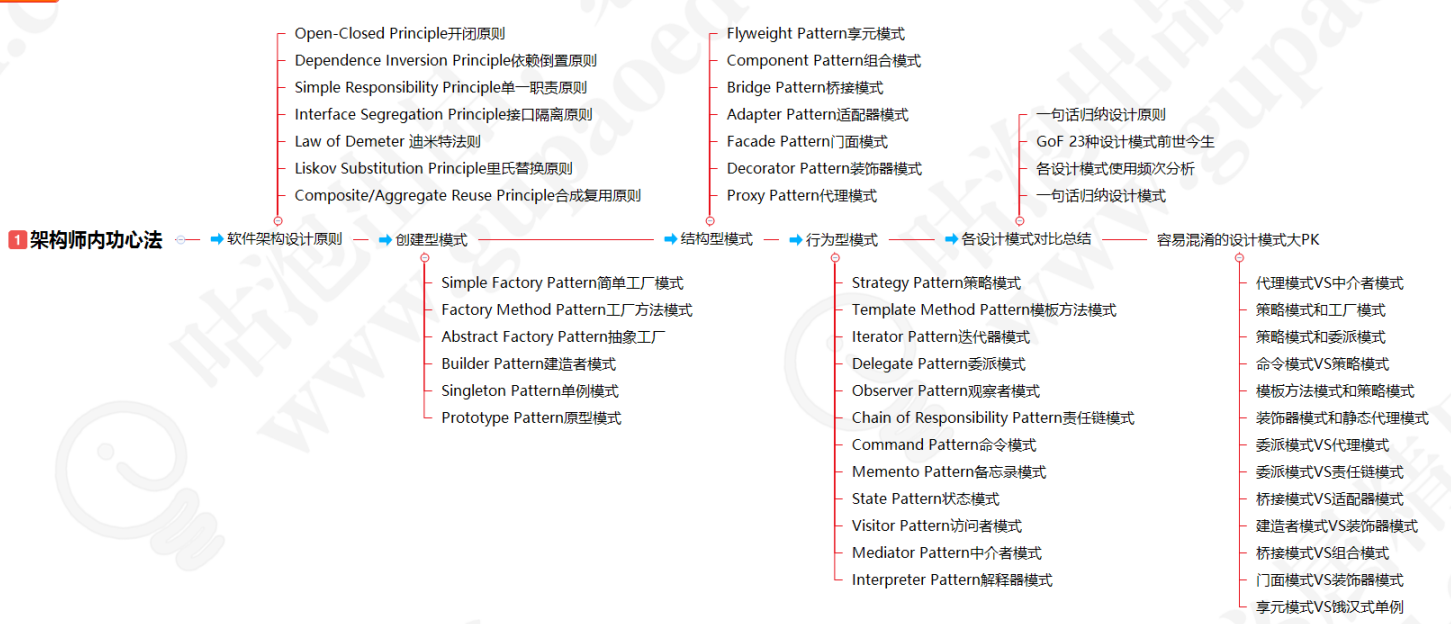 Open-Closed Principle开闭原则
Dependence Inversion Principle依赖倒置原则
Simple Responsibility Principle单一职责原则
Interface Segregation Principle接口隔离原则
Law of Demeter 迪米特法则
Liskov Substitution Principle里氏替换原则
Composite/Aggregate Reuse Principle合成复用原则
Flyweight Pattern享元模式
Component Pattern组合模式
Bridge Pattern桥接模式
Adapter Pattern适配器模式
Facade Pattern门面模式
Decorator Pattern装饰器模式
Proxy Pattern代理模式
一句话归纳设计原则
GoF 23种设计模式前世今生
各设计模式使用频次分析
一句话归纳设计模式
1 架构师内功心法
软件架构设计原则
创建型模式
结构型模式
行为型模式
各设计模式对比总结
容易混淆的设计模式大PK
Simple Factory Pattern简单工厂模式
Factory Method Pattern工厂方法模式
Abstract Factory Pattern抽象工厂
Builder Pattern建造者模式
Singleton Pattern单例模式
Prototype Pattern原型模式
Strategy Pattern策略模式
Template Method Pattern模板方法模式
Iterator Pattern迭代器模式
Delegate Pattern委派模式
Observer Pattern观察者模式
Chain of Responsibility Pattern责任链模式
Command Pattern命令模式
Memento Pattern备忘录模式
State Pattern状态模式
Visitor Pattern访问者模式
Mediator Pattern中介者模式
Interpreter Pattern解释器模式
代理模式VS中介者模式
策略模式和工厂模式
策略模式和委派模式
命令模式VS策略模式
模板方法模式和策略模式
装饰器模式和静态代理模式
委派模式VS代理模式
委派模式VS责任链模式
桥接模式VS适配器模式
建造者模式VS装饰器模式
桥接模式VS组合模式
门面模式VS装饰器模式
享元模式VS饿汉式单例